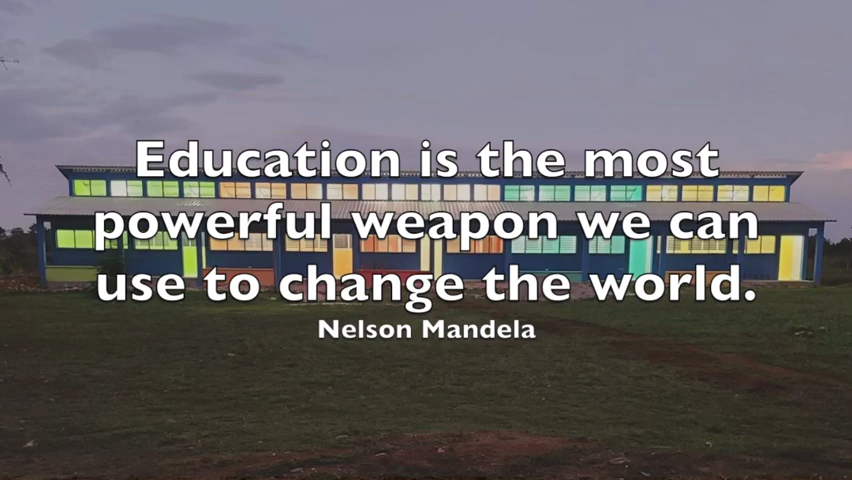 Education is the most
powerful weapon we can
use to change the world.
Nelson Mandela